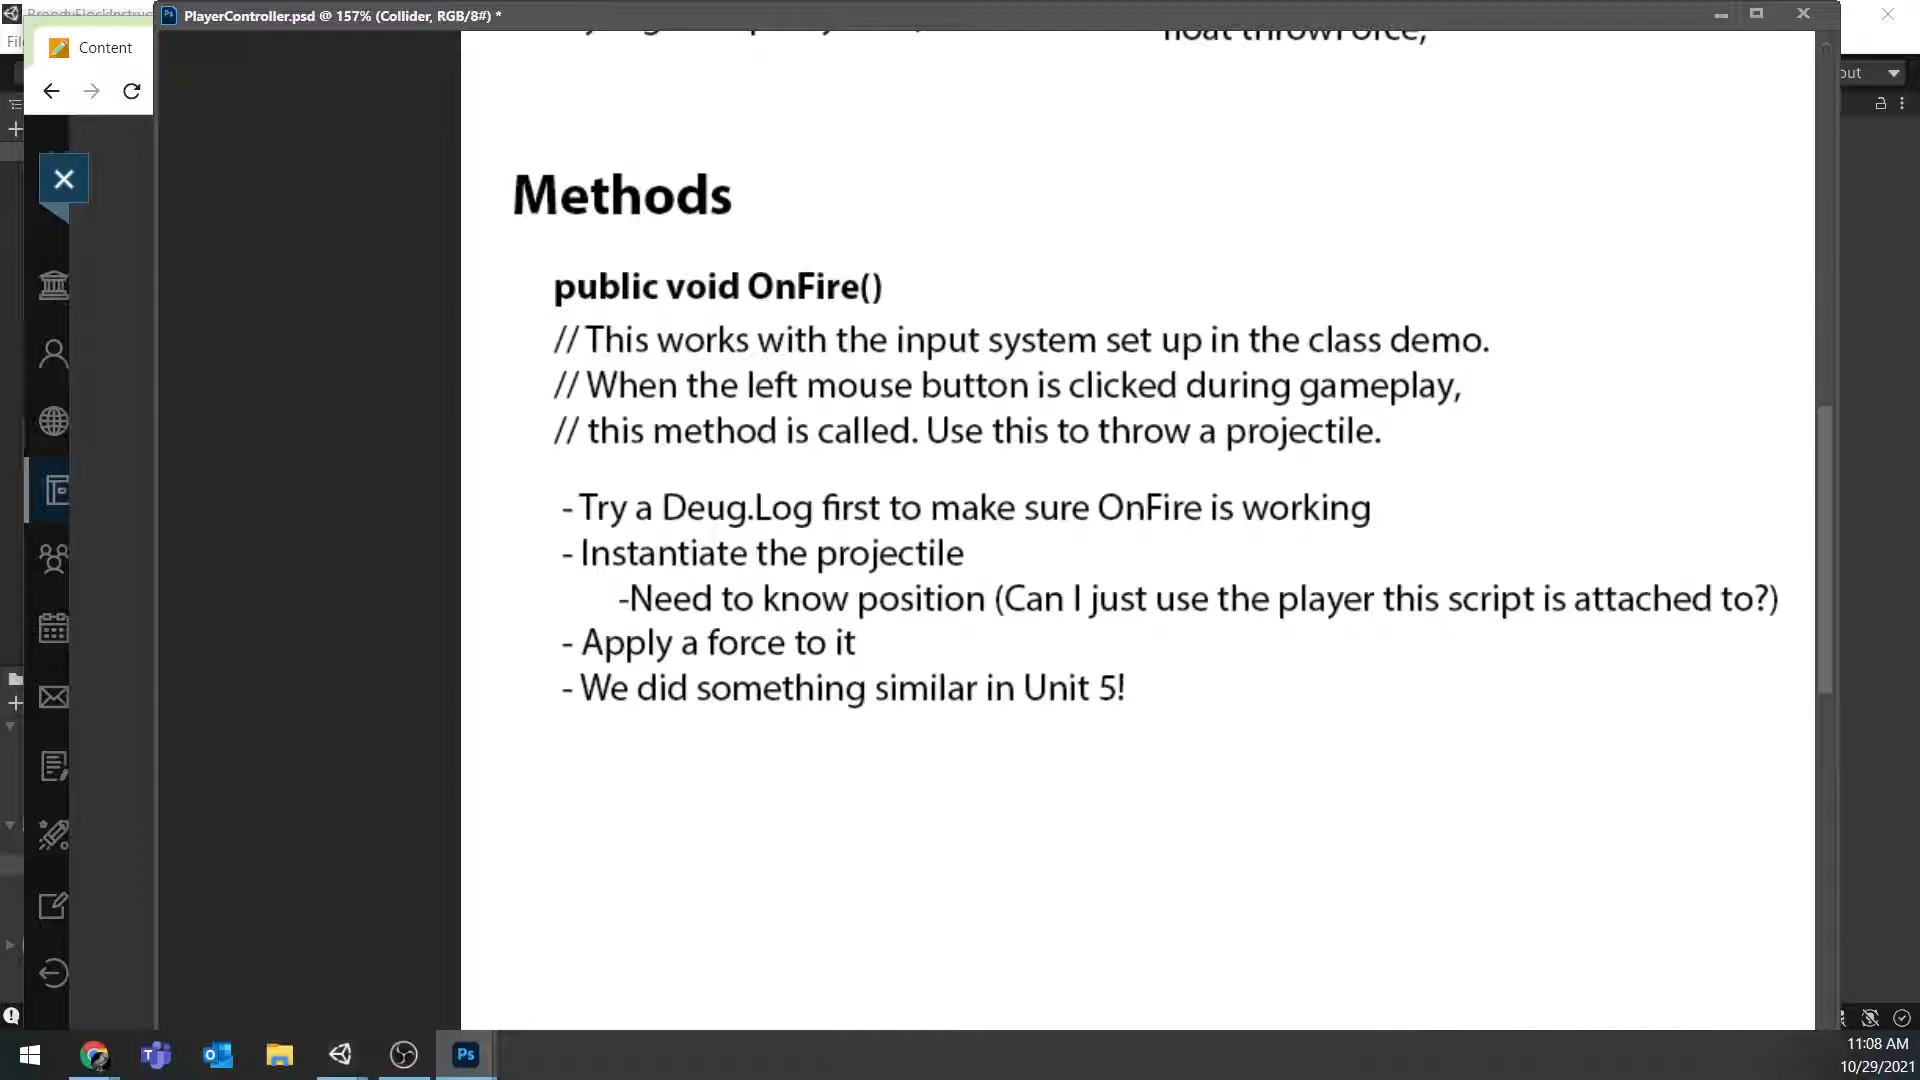 PlayerController.psd @ 157% (Collider, RGB/8#) *
Content
float throwForce;
Methods
public void OnFire()
// This works with the input system set up in the class demo.
// When the left mouse button is clicked during gameplay,
// this method is called. Use this to throw a projectile.
- Try a Deug.Log first to make sure OnFire is working
- Instantiate the projectile
-Need to know position (Can I just use the player this script is attached to?)
- Apply a force to it
- We did something similar in Unit 5!
Ps
11:08 AM
10/29/2021